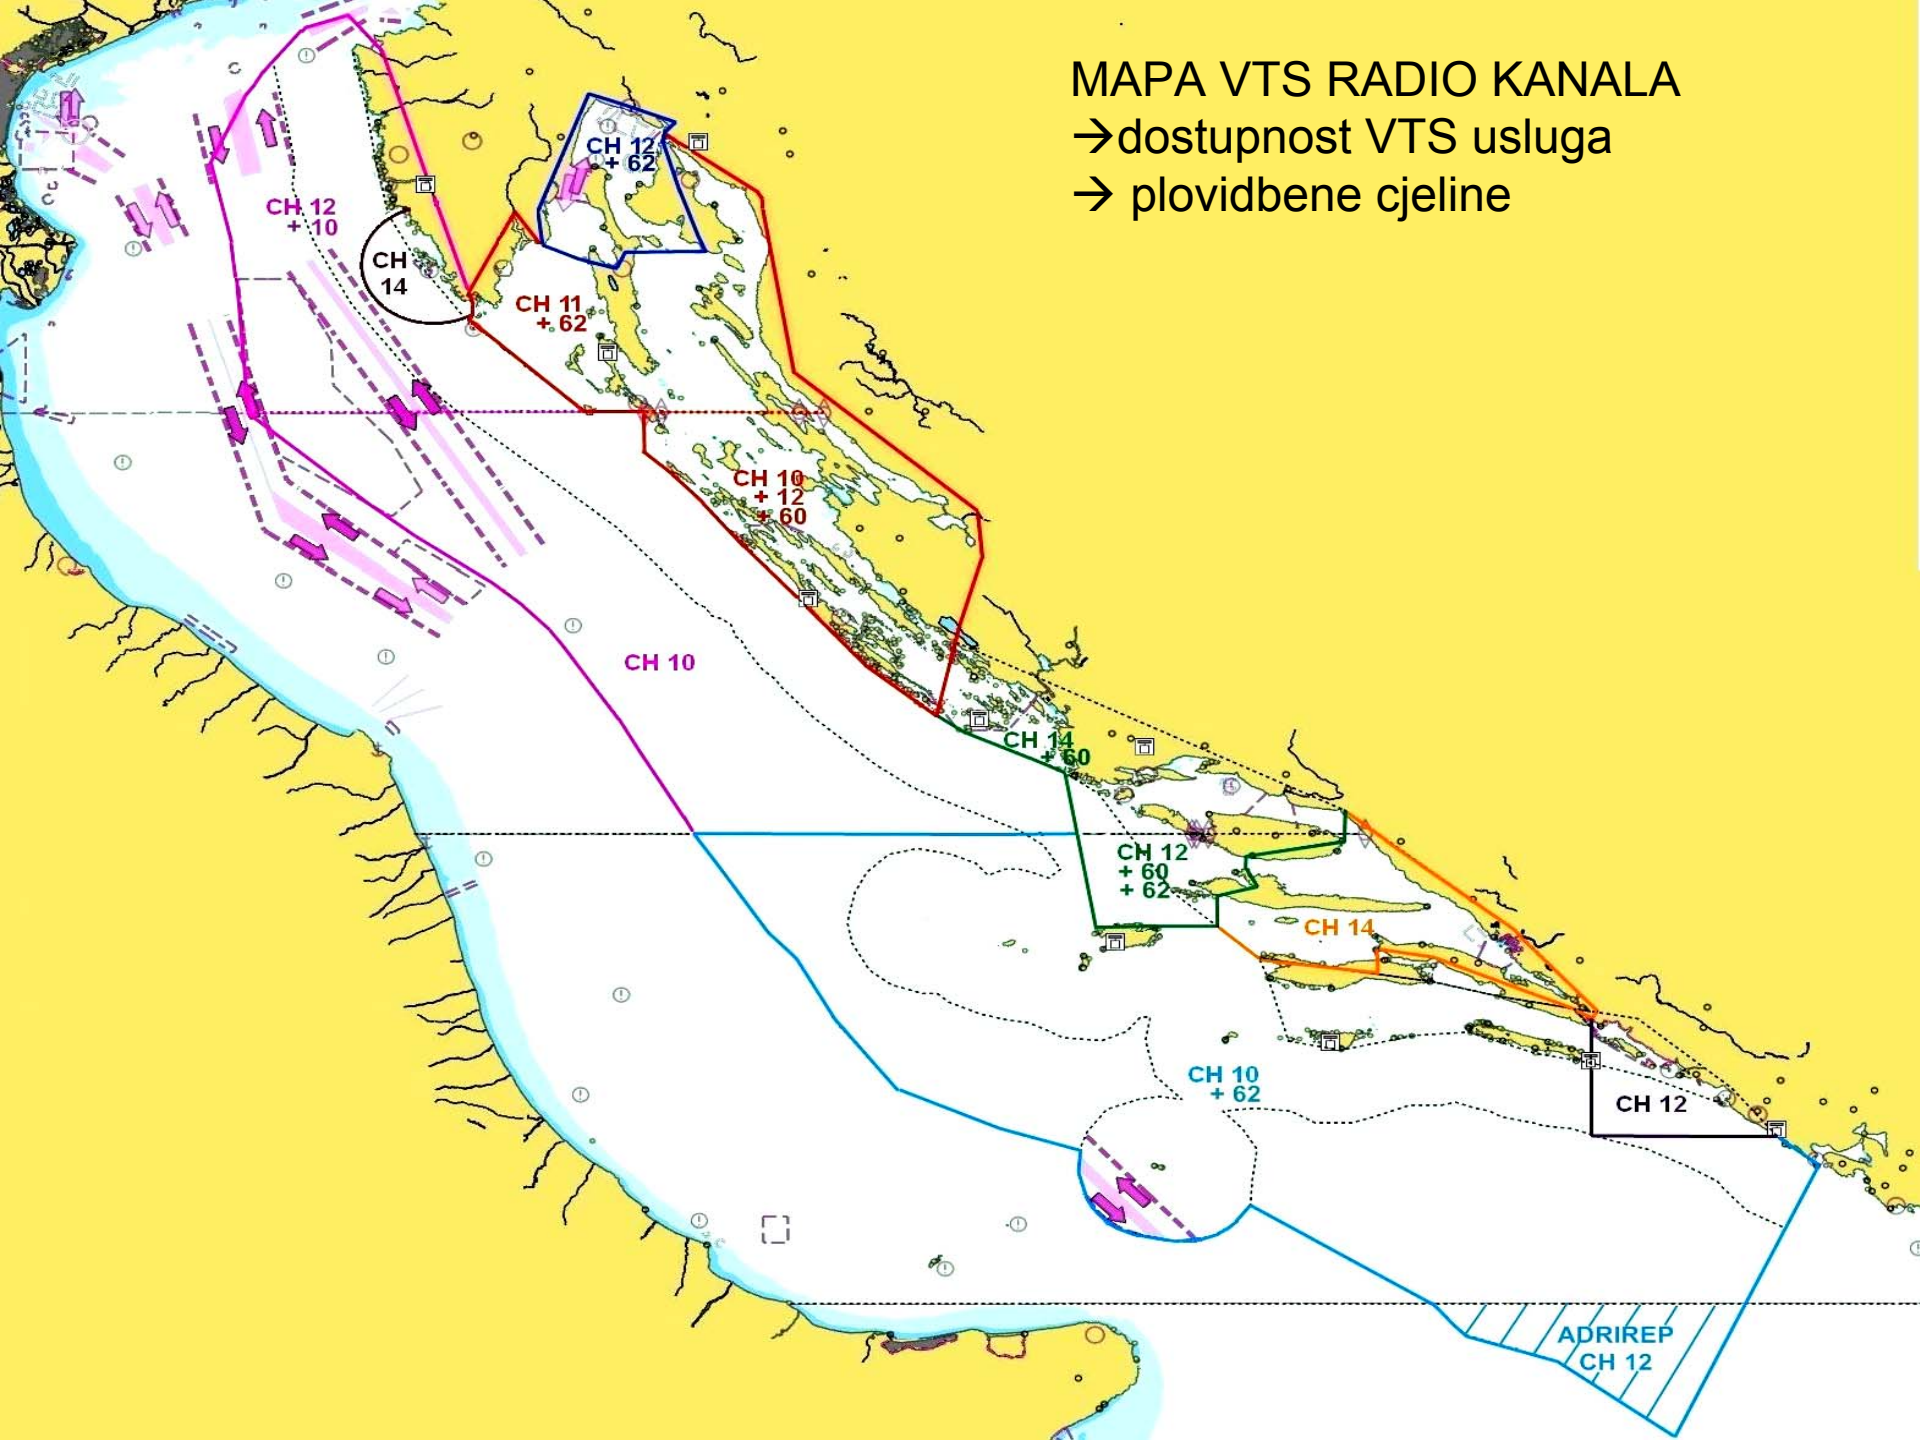 MAPA VTS RADIO KANALA
→dostupnost VTS usluga
→ plovidbene cjeline
CH 12
+ 62
CH 12
+ 10
CH
14
CH 11
+ 62
CH 10
+ 12
+ 60
CH 10
CH 14
+ 60
CH 12
+ 60
+ 62
CH 14
CH 10
+ 62
CH 12
ADRIREP
CH 12